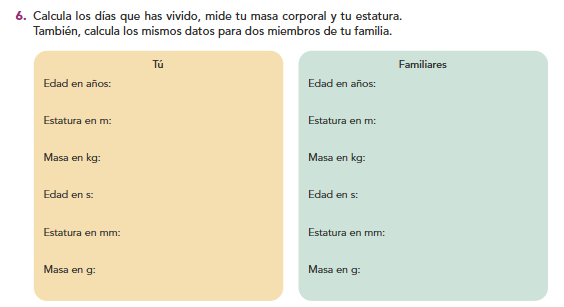 6. Calcula los días que has vivido, mide tu masa corporal y tu estatura.
También, calcula los mismos datos para dos miembros de tu familia.
Tú
Edad en años:
Estatura en m:
Masa en kg:
Edad en s:
Estatura en mm:
Masa en g:
Familiares
Edad en años:
Estatura en m:
Masa en kg:
Edad en s:
Estatura en mm:
Masa en g: